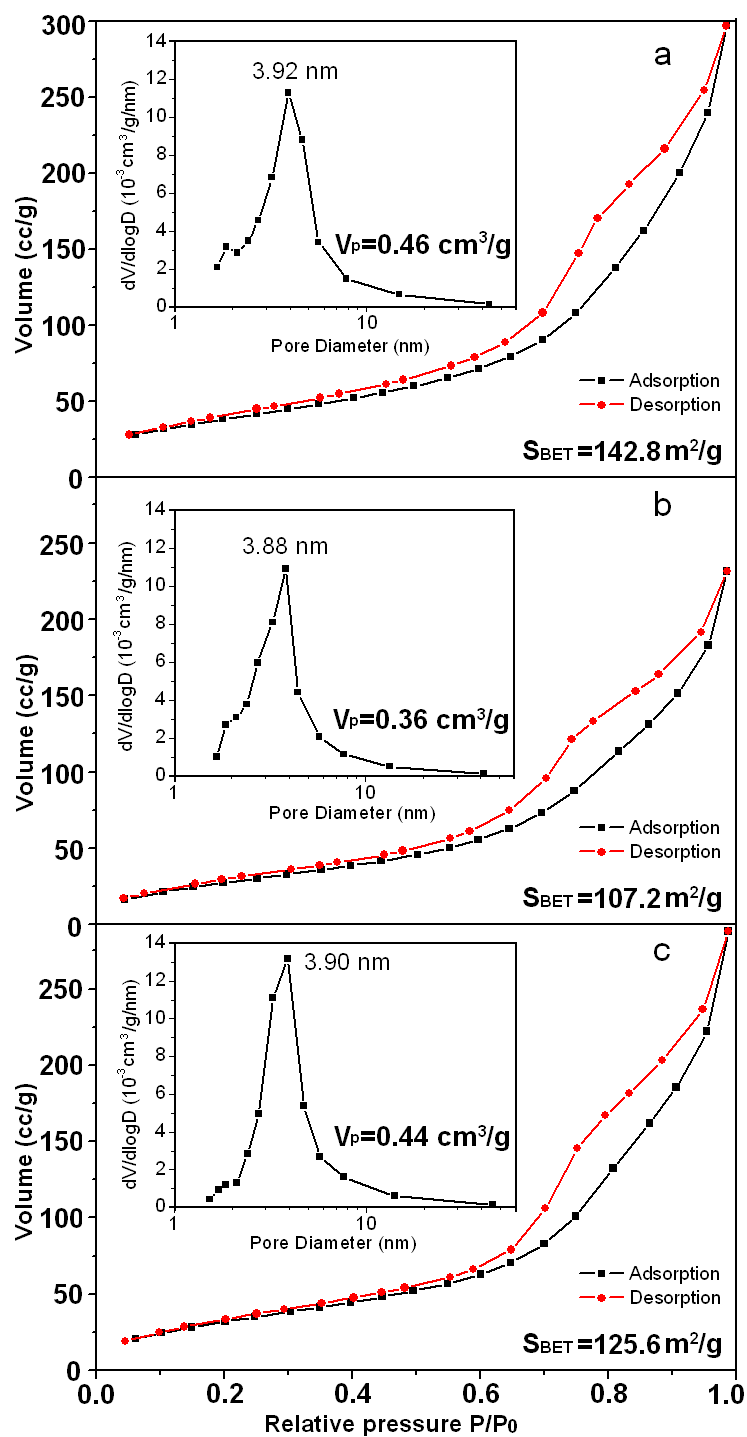 a
300
250
200
150
100
50
0
Volume (cc/g)
14
12
10
8
6
4
2
0
dV/dlogD (10⁻³cm³/g/nm)
3.92 nm
Vp=0.46 cm³/g
1 10
Pore Diameter (nm)
Adsorption
Desorption
SBET=142.8 m²/g
b
250
200
150
100
50
0
Volume (cc/g)
14
12
10
8
6
4
2
0
dV/dlogD (10⁻³cm³/g/nm)
3.88 nm
Vp=0.36 cm³/g
1 10
Pore Diameter (nm)
Adsorption
Desorption
SBET=107.2 m²/g
c
250
200
150
100
50
0
Volume (cc/g)
14
12
10
8
6
4
2
0
dV/dlogD (10⁻³cm³/g/nm)
3.90 nm
Vp=0.44 cm³/g
1 10
Pore Diameter (nm)
Adsorption
Desorption
SBET=125.6 m²/g
0.0 0.2 0.4 0.6 0.8 1.0
Relative pressure P/P0